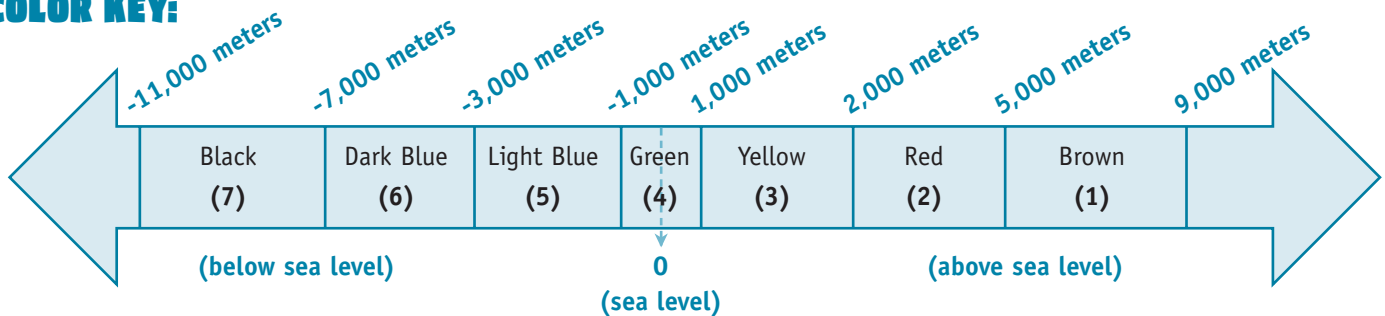 COLOR KEY:
-11,000 meters
-7,000 meters
-3,000 meters
-1,000 meters
1,000 meters
2,000 meters
5,000 meters
9,000 meters
Black
(7)
Dark Blue
(6)
Light Blue
(5)
Green
(4)
Yellow
(3)
Red
(2)
Brown
(1)
(below sea level)
0
(sea level)
(above sea level)